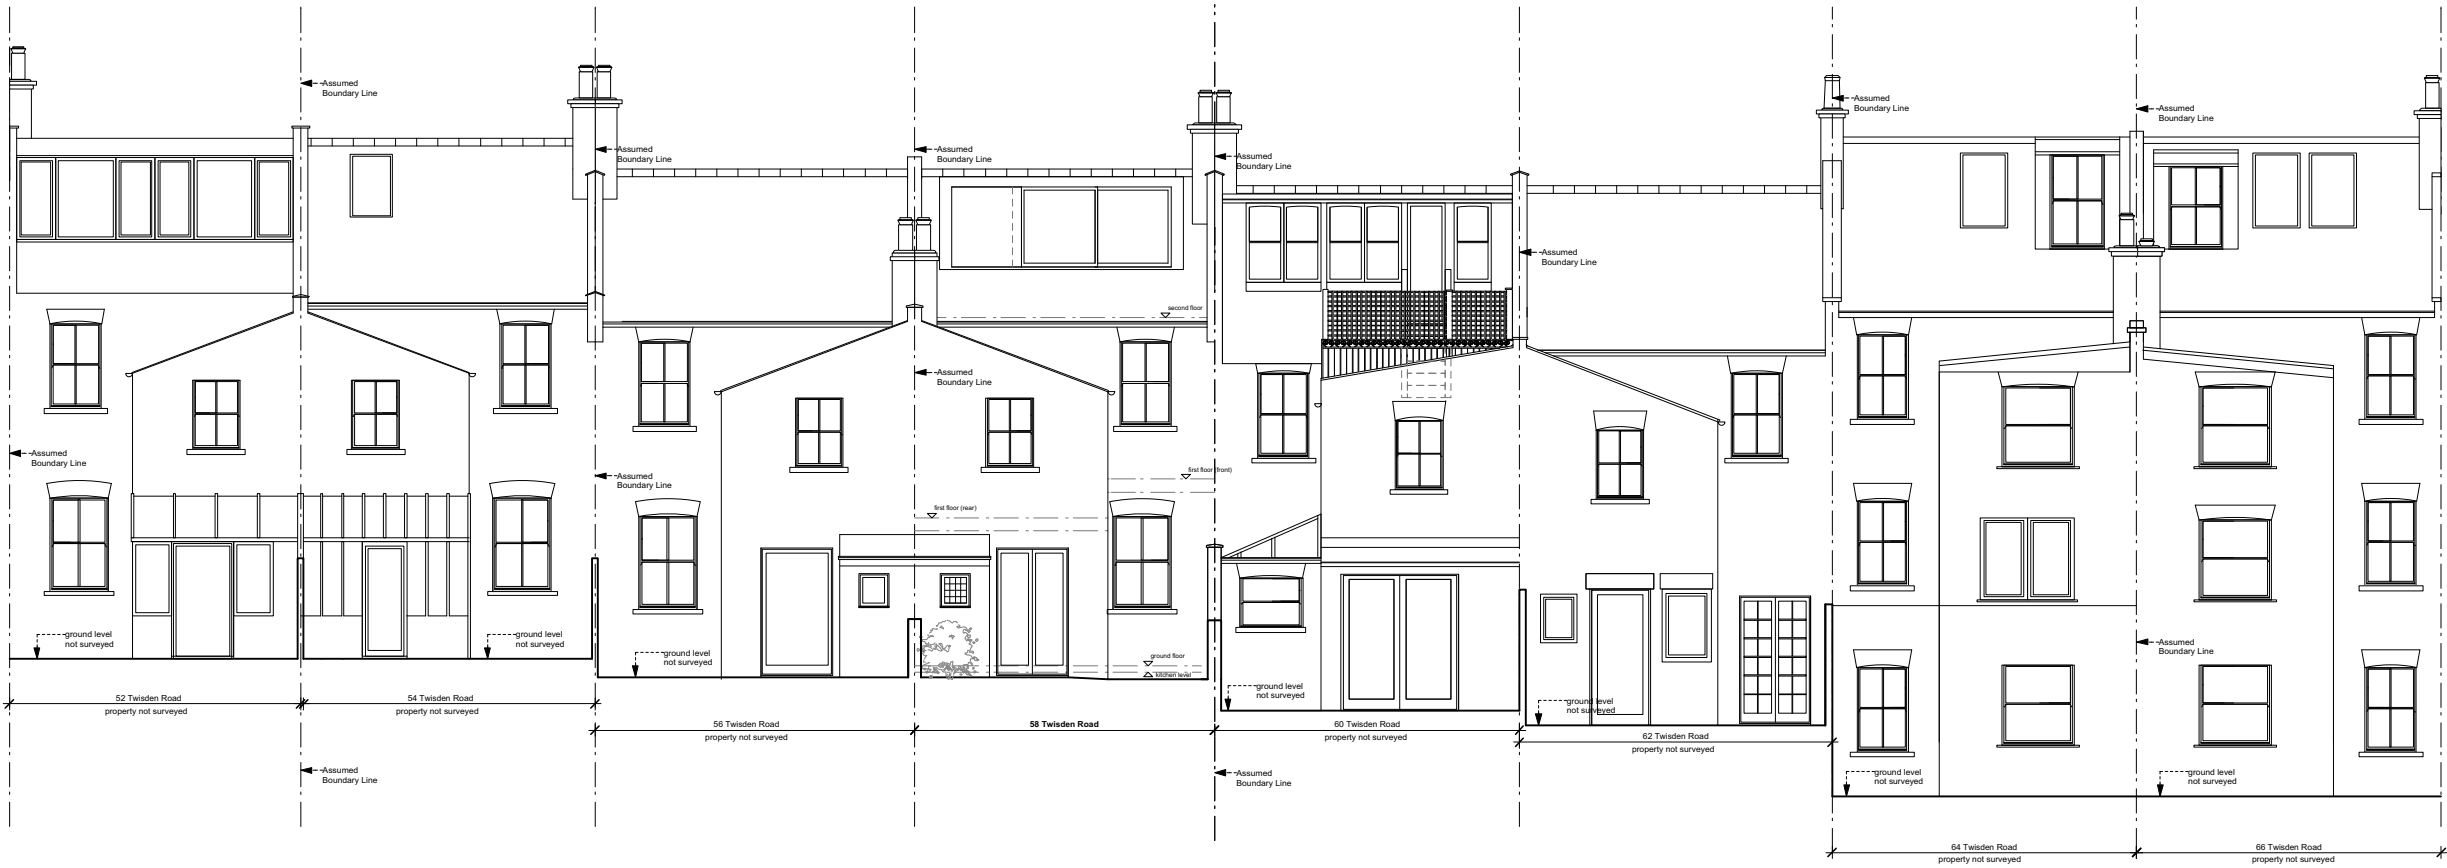 Assumed
Boundary Line
Assumed
Boundary Line
Assumed
Boundary Line
Assumed
Boundary Line
Assumed
Boundary Line
Assumed
Boundary Line
Assumed
Boundary Line
Assumed
Boundary Line
second floor
Assumed
Boundary Line
Assumed
Boundary Line
Assumed
Boundary Line
first floor (front)
first floor (rear)
ground level
not surveyed
ground level
not surveyed
ground level
not surveyed
ground floor
kitchen level
Assumed
Boundary Line
ground level
not surveyed
ground level
not surveyed
52 Twisden Road
property not surveyed
54 Twisden Road
property not surveyed
56 Twisden Road
property not surveyed
58 Twisden Road
60 Twisden Road
property not surveyed
62 Twisden Road
property not surveyed
Assumed
Boundary Line
Assumed
Boundary Line
ground level
not surveyed
ground level
not surveyed
64 Twisden Road
property not surveyed
66 Twisden Road
property not surveyed